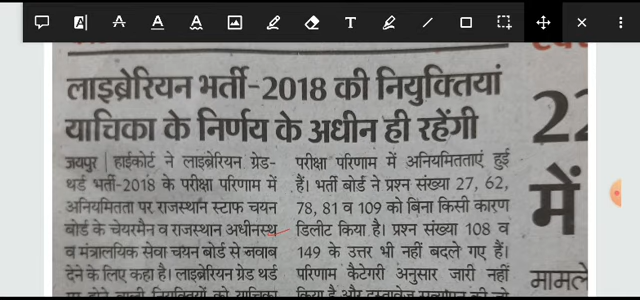 लाइब्रेरियन भर्ती-2018 की नियुक्तियां
याचिका के निर्णय के अधीन ही रहेंगी
जयपुर | हाईकोर्ट ने लाइब्रेरियन ग्रेड-
थर्ड भर्ती-2018 के परीक्षा परिणाम में
अनियमितता पर राजस्थान स्टाफ चयन
बोर्ड के चेयरमैन व राजस्थान अधीनस्थ
व मंत्रालयिक सेवा चयन बोर्ड से जवाब
देने के लिए कहा है। लाइब्रेरियन ग्रेड थर्ड
परीक्षा परिणाम में अनियमितताएं हुई
हैं। भर्ती बोर्ड ने प्रश्न संख्या 27, 62,
78, 81 व 109 को बिना किसी कारण
डिलीट किया है। प्रश्न संख्या 108 व
149 के उत्तर भी नहीं बदले गए हैं।
परिणाम कैटेगरी अनुसार जारी नहीं
22
में
मामले